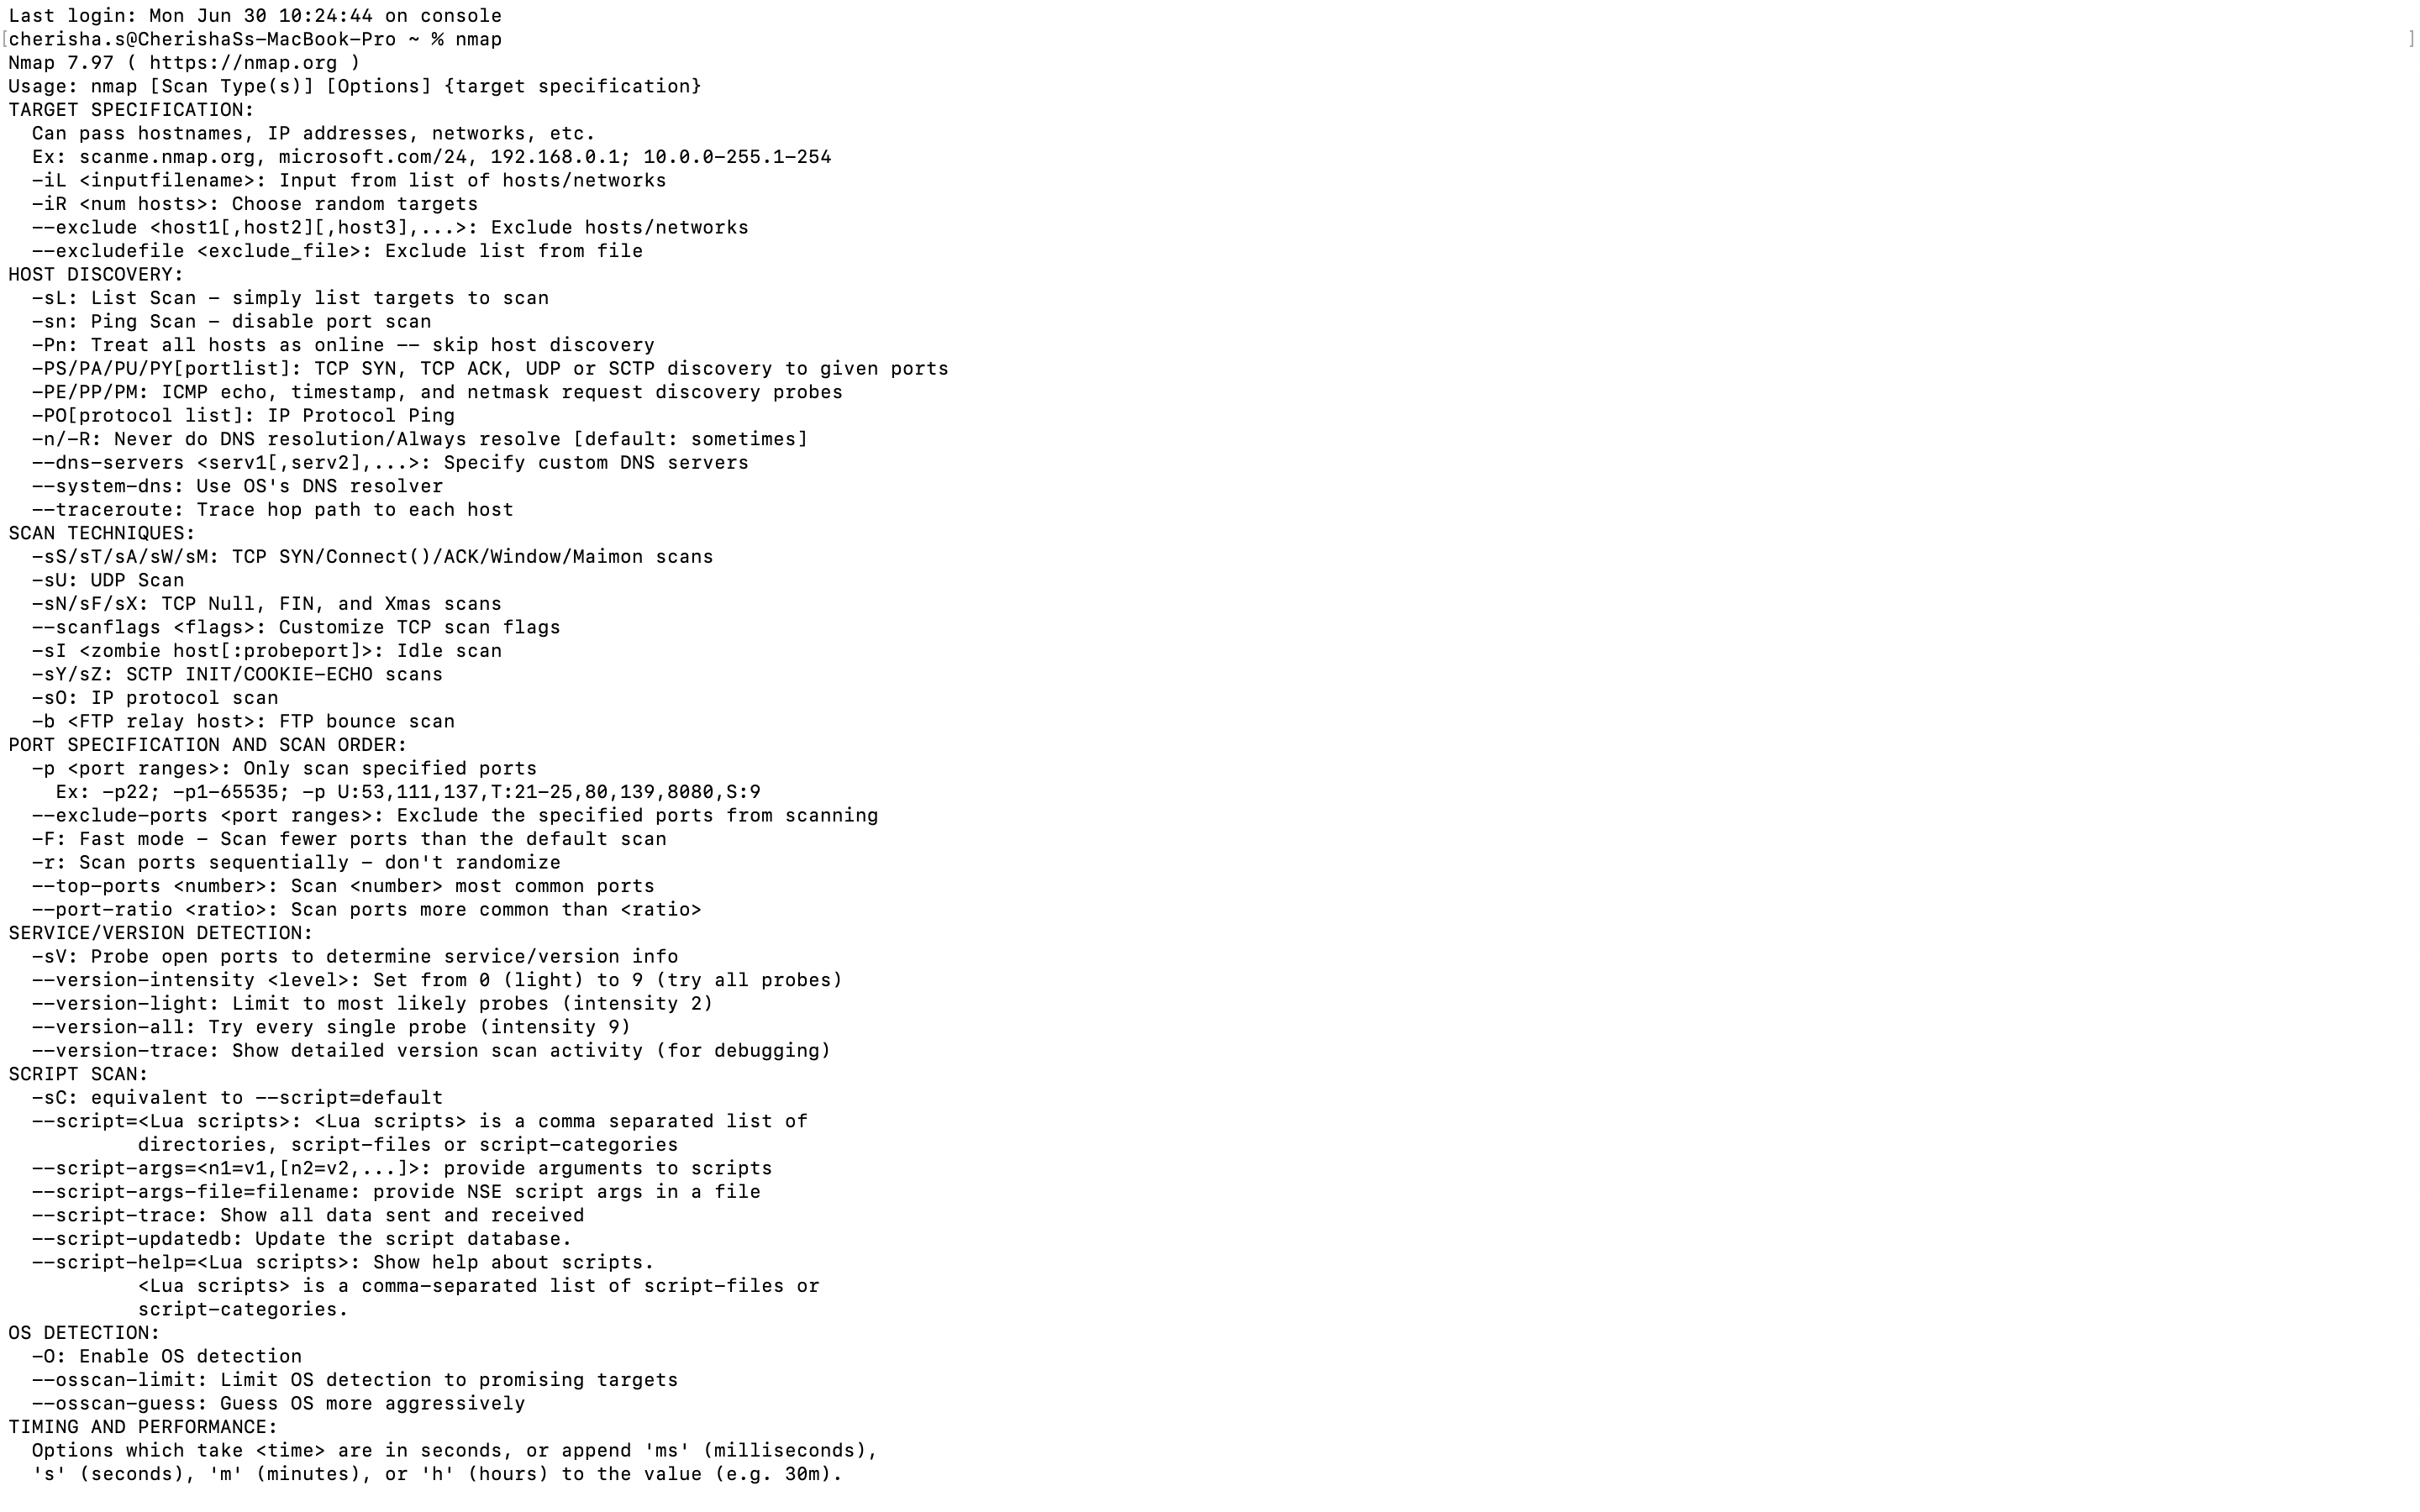 Last login: Mon Jun 30 10:24:44 on console
[cherisha.s@CherishaSs-MacBook-Pro ~ % nmap ]
Nmap 7.97 ( https://nmap.org )
Usage: nmap [Scan Type(s)] [Options] {target specification}
TARGET SPECIFICATION:
  Can pass hostnames, IP addresses, networks, etc.
  Ex: scanme.nmap.org, microsoft.com/24, 192.168.0.1; 10.0.0-255.1-254
  -iL <inputfilename>: Input from list of hosts/networks
  -iR <num hosts>: Choose random targets
  --exclude <host1[,host2][,host3],...>: Exclude hosts/networks
  --excludefile <exclude_file>: Exclude list from file
HOST DISCOVERY:
  -sL: List Scan - simply list targets to scan
  -sn: Ping Scan - disable port scan
  -Pn: Treat all hosts as online -- skip host discovery
  -PS/PA/PU/PY[portlist]: TCP SYN, TCP ACK, UDP or SCTP discovery to given ports
  -PE/PP/PM: ICMP echo, timestamp, and netmask request discovery probes
  -PO[protocol list]: IP Protocol Ping
  -n/-R: Never do DNS resolution/Always resolve [default: sometimes]
  --dns-servers <serv1[,serv2],...>: Specify custom DNS servers
  --system-dns: Use OS's DNS resolver
  --traceroute: Trace hop path to each host
SCAN TECHNIQUES:
  -sS/sT/sA/sW/sM: TCP SYN/Connect()/ACK/Window/Maimon scans
  -sU: UDP Scan
  -sN/sF/sX: TCP Null, FIN, and Xmas scans
  --scanflags <flags>: Customize TCP scan flags
  -sI <zombie host[:probeport]>: Idle scan
  -sY/sZ: SCTP INIT/COOKIE-ECHO scans
  -sO: IP protocol scan
  -b <FTP relay host>: FTP bounce scan
PORT SPECIFICATION AND SCAN ORDER:
  -p <port ranges>: Only scan specified ports
    Ex: -p22; -p1-65535; -p U:53,111,137,T:21-25,80,139,8080,S:9
  --exclude-ports <port ranges>: Exclude the specified ports from scanning
  -F: Fast mode - Scan fewer ports than the default scan
  -r: Scan ports sequentially - don't randomize
  --top-ports <number>: Scan <number> most common ports
  --port-ratio <ratio>: Scan ports more common than <ratio>
SERVICE/VERSION DETECTION:
  -sV: Probe open ports to determine service/version info
  --version-intensity <level>: Set from 0 (light) to 9 (try all probes)
  --version-light: Limit to most likely probes (intensity 2)
  --version-all: Try every single probe (intensity 9)
  --version-trace: Show detailed version scan activity (for debugging)
SCRIPT SCAN:
  -sC: equivalent to --script=default
  --script=<Lua scripts>: <Lua scripts> is a comma separated list of
           directories, script-files or script-categories
  --script-args=<n1=v1,[n2=v2,...]>: provide arguments to scripts
  --script-args-file=filename: provide NSE script args in a file
  --script-trace: Show all data sent and received
  --script-updatedb: Update the script database.
  --script-help=<Lua scripts>: Show help about scripts.
           <Lua scripts> is a comma-separated list of script-files or
           script-categories.
OS DETECTION:
  -O: Enable OS detection
  --osscan-limit: Limit OS detection to promising targets
  --osscan-guess: Guess OS more aggressively
TIMING AND PERFORMANCE:
  Options which take <time> are in seconds, or append 'ms' (milliseconds),
  's' (seconds), 'm' (minutes), or 'h' (hours) to the value (e.g. 30m).